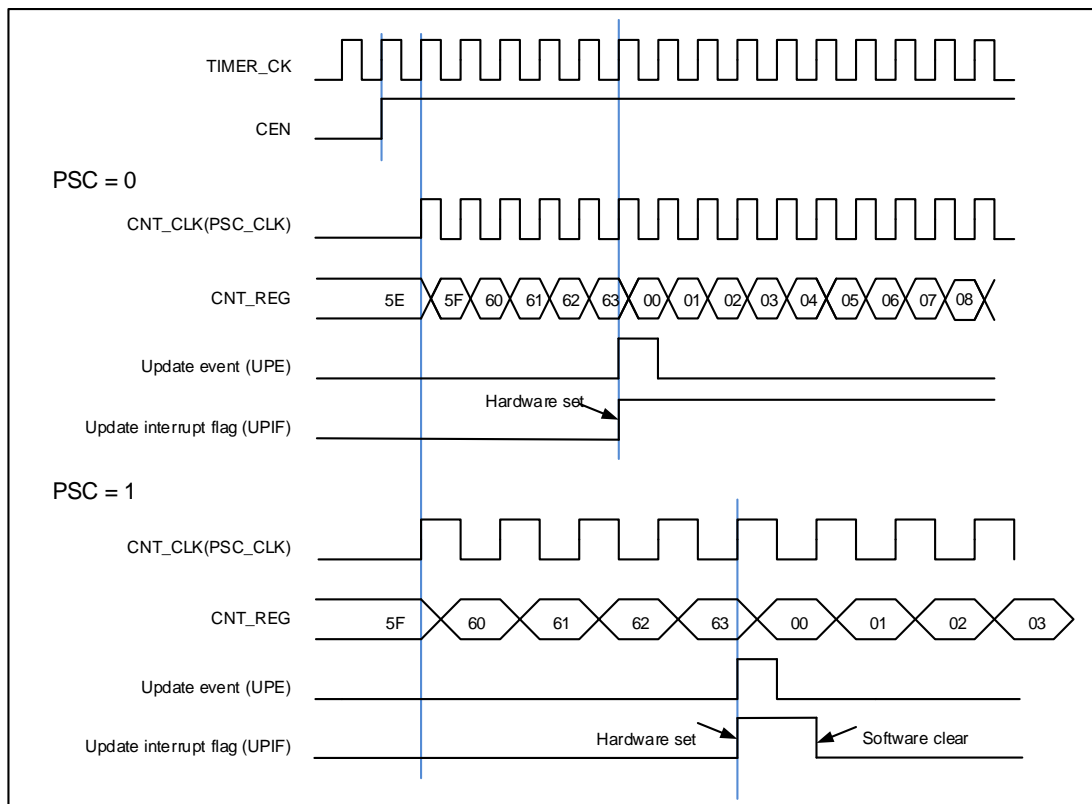 TIMER_CK
CEN
PSC = 0
CNT_CLK(PSC_CLK)
CNT_REG 5E 5F 60 61 62 63 00 01 02 03 04 05 06 07 08
Update event (UPE)
Hardware set
Update interrupt flag (UPIF)
PSC = 1
CNT_CLK(PSC_CLK)
CNT_REG 5F 60 61 62 63 00 01 02 03
Update event (UPE)
Update interrupt flag (UPIF) Hardware set Software clear